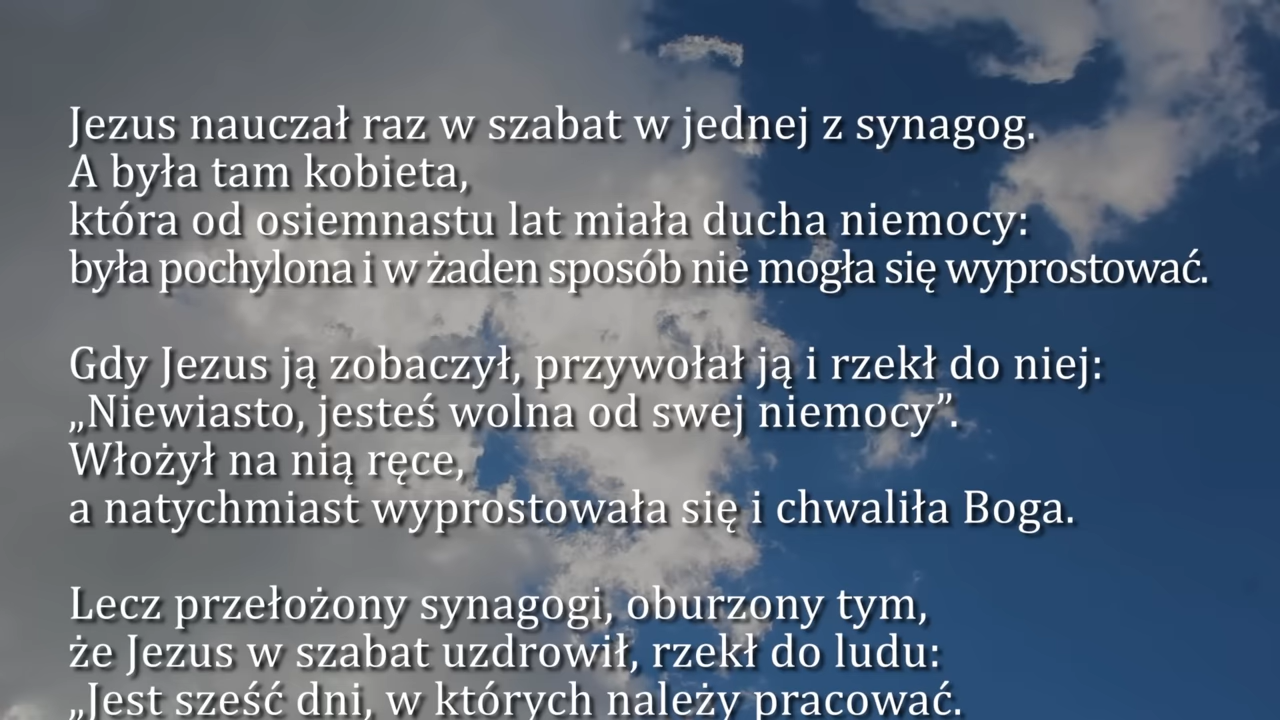 Jezus nauczał raz w szabat w jednej z synagog.
A była tam kobieta,
która od osiemnastu lat miała ducha niemocy:
była pochylona i w żaden sposób nie mogła się wyprostować.
Gdy Jezus ją zobaczył, przywołał ją i rzekł do niej:
„Niewiasto, jesteś wolna od swej niemocy”.
Włożył na nią ręce,
a natychmiast wyprostowała się i chwaliła Boga.
Lecz przełożony synagogi, oburzony tym,
że Jezus w szabat uzdrowił, rzekł do ludu:
„Jest sześć dni, w których należy pracować.